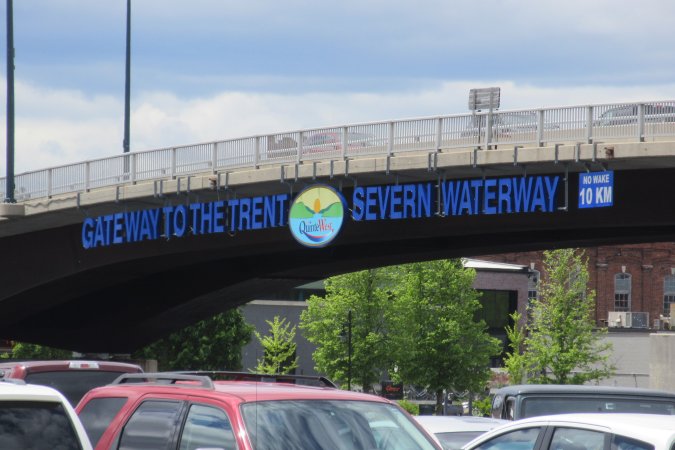 GATEWAY TO THE TRENT SEVERN WATERWAY
QuinteWest
NO WAKE
10 KM